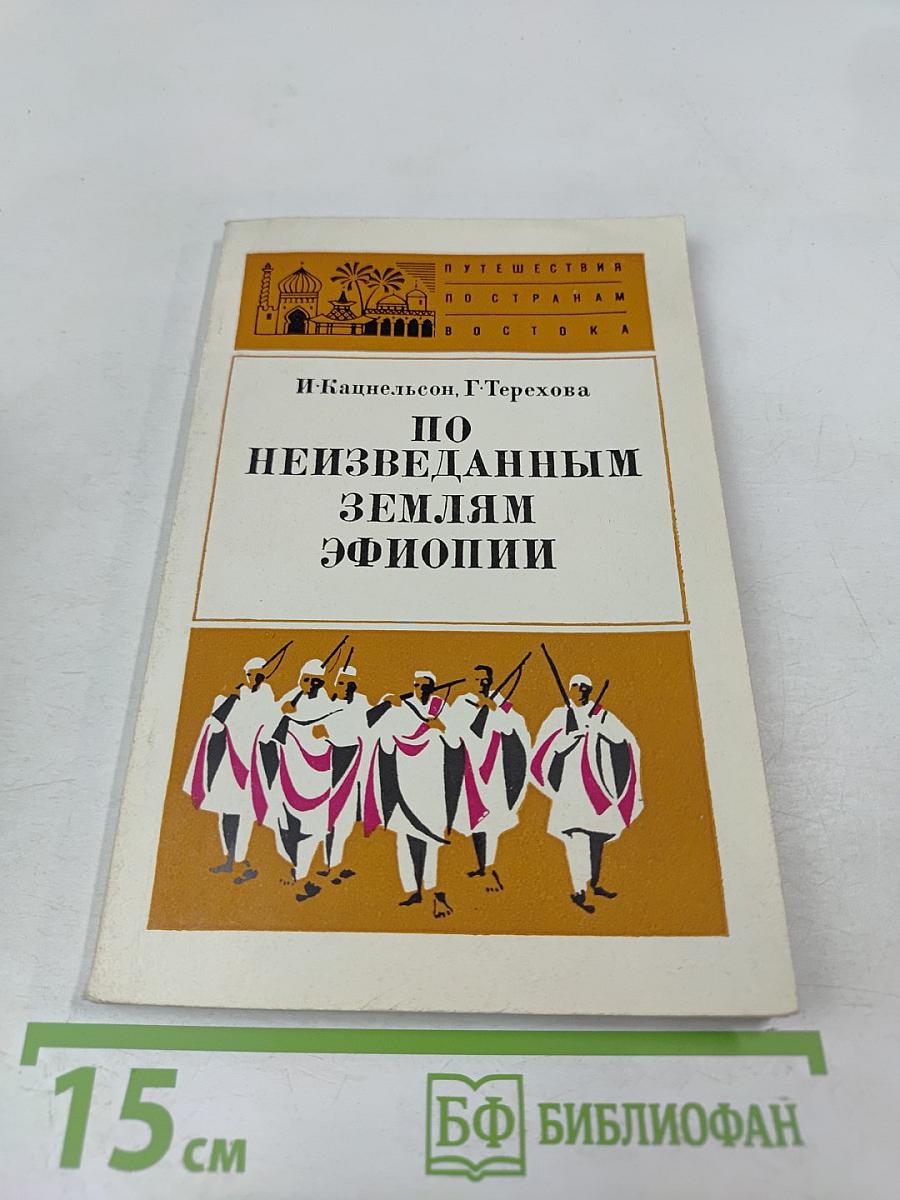 ПУТЕШЕСТВИЯ
ПО СТРАНАМ
ВОСТОКА
И·Кацнельсон, Г·Терехова
ПО
НЕИЗВЕДАННЫМ
ЗЕМЛЯМ
ЭФИОПИИ
15 см
БФ БИБЛИОФАН